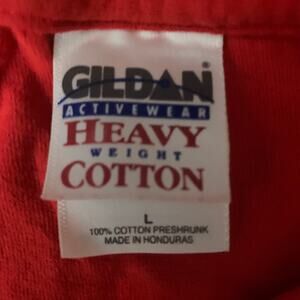 GILDAN®
ACTIVEWEAR
HEAVY
WEIGHT
COTTON
L
100% COTTON PRESHRUNK
MADE IN HONDURAS